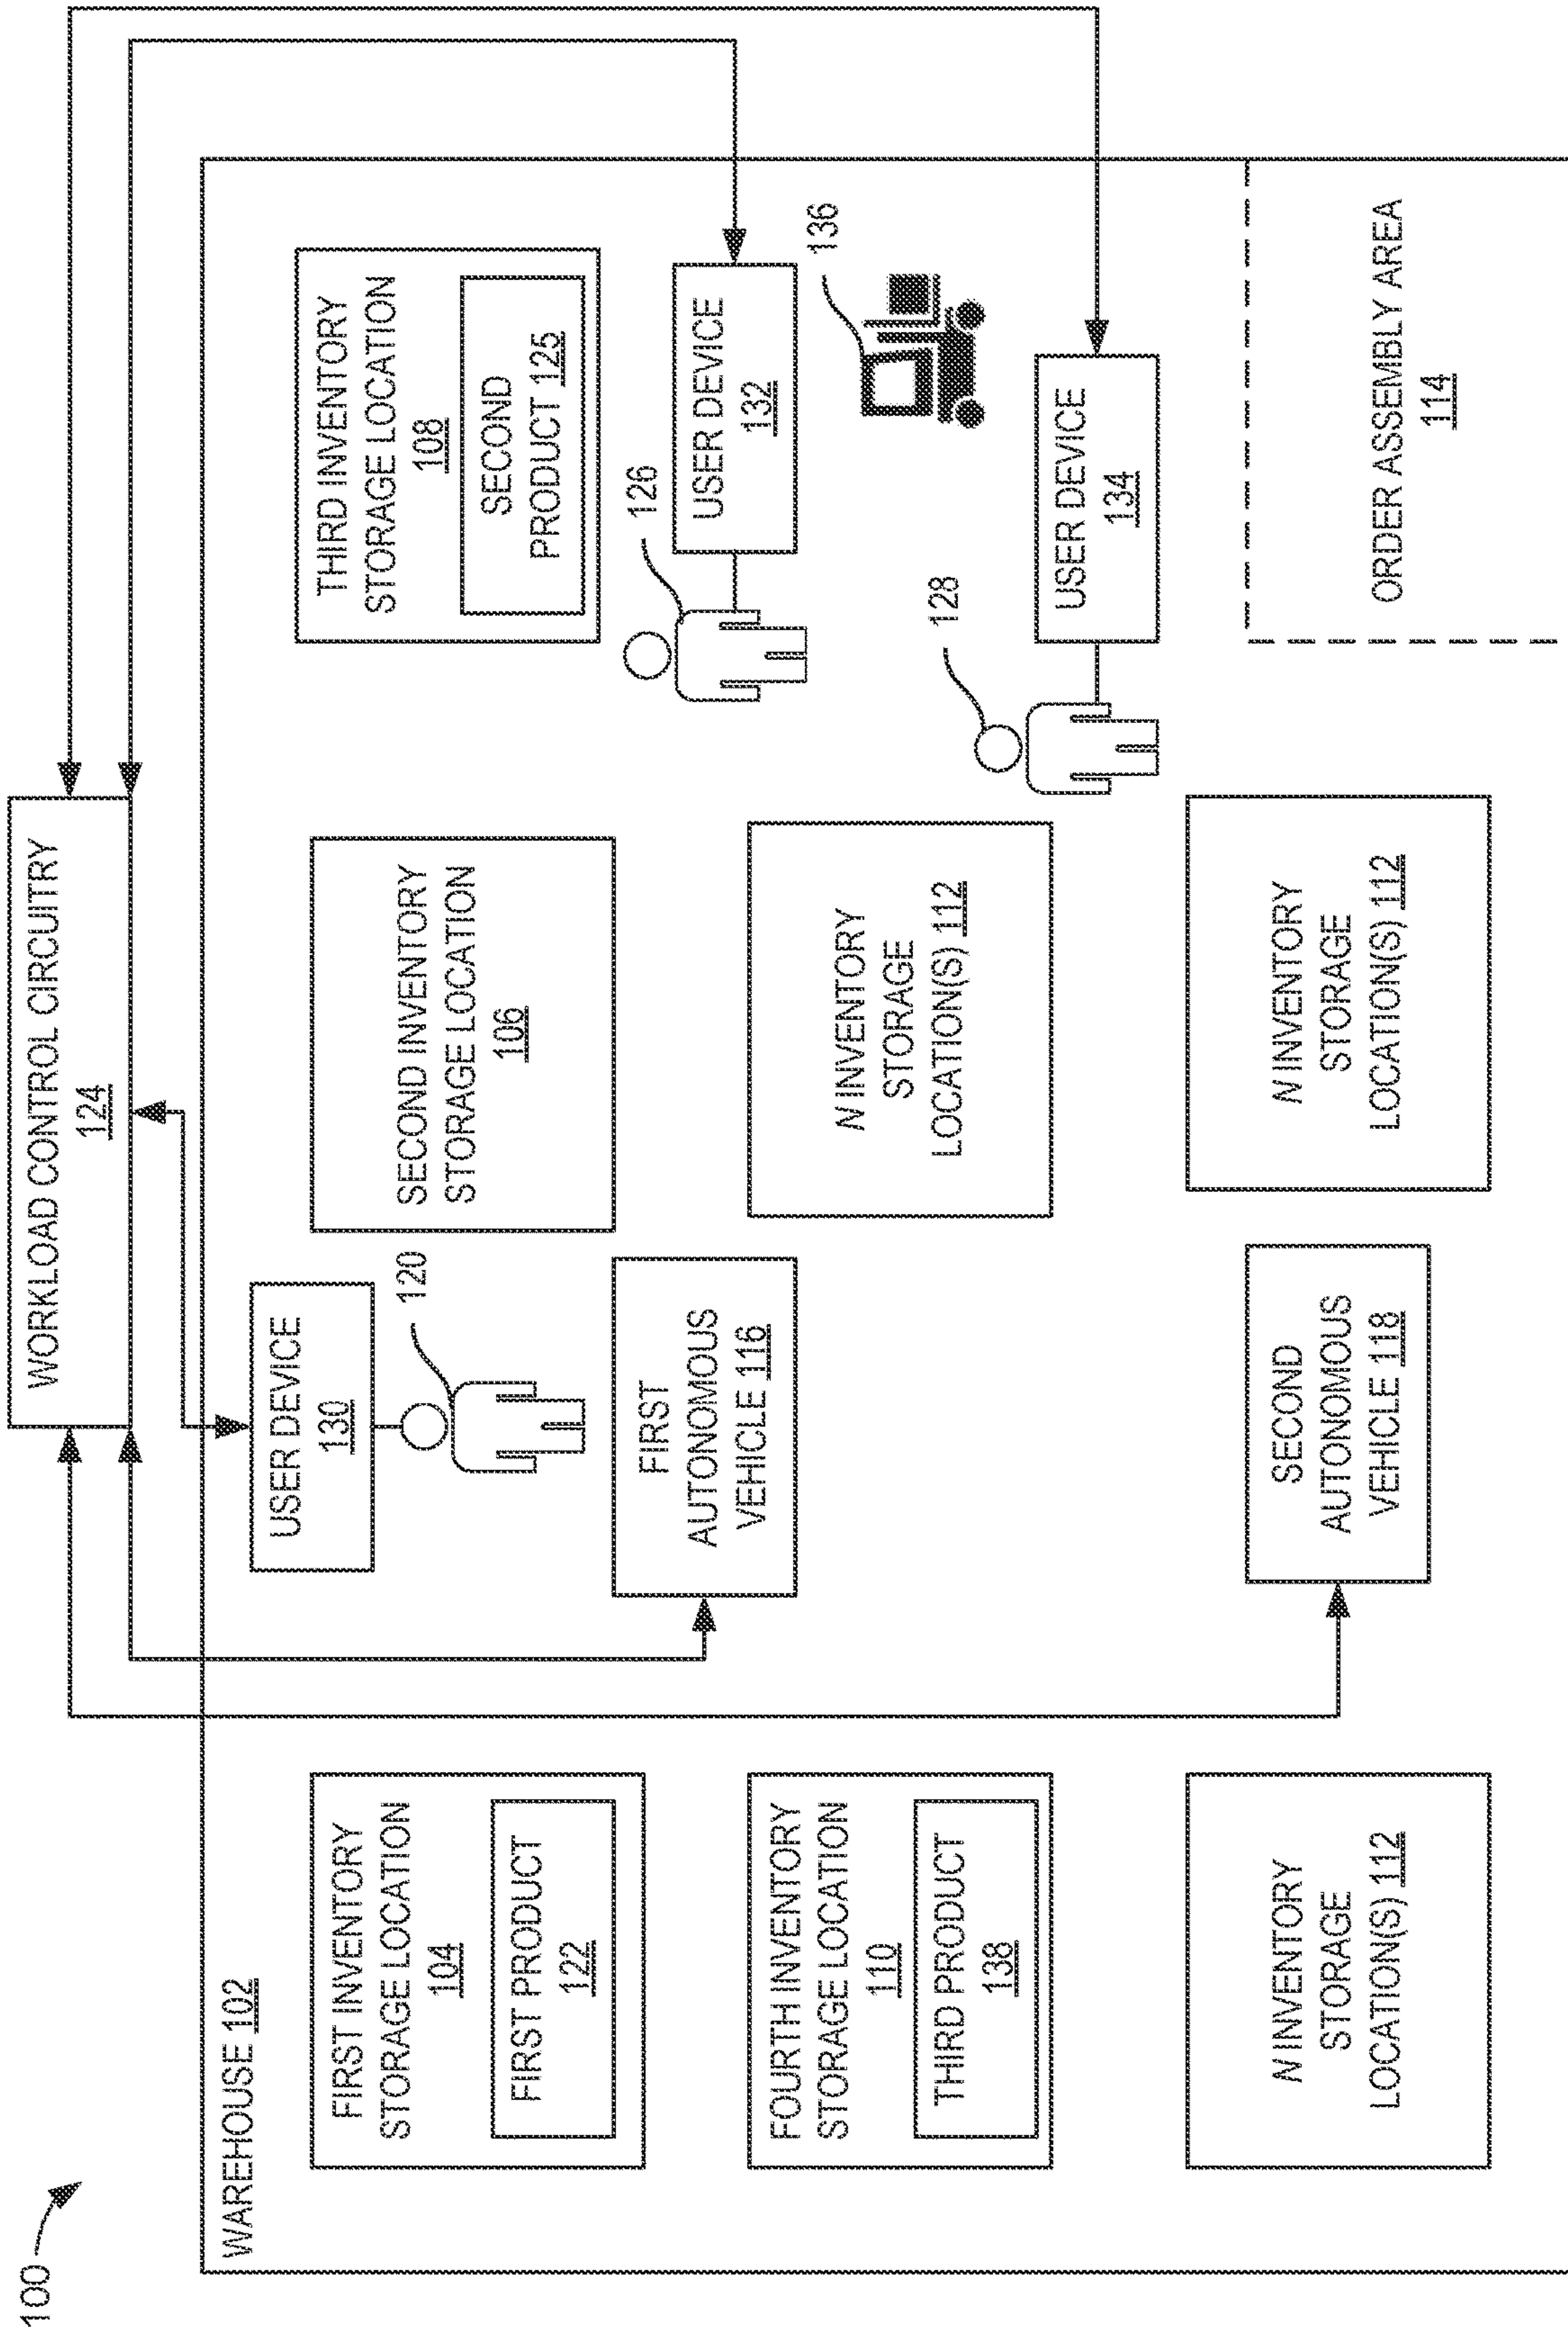 100
WORKLOAD CONTROL CIRCUITRY
124
WAREHOUSE 102
USER DEVICE
130
120
FIRST INVENTORY
STORAGE LOCATION
104
FIRST PRODUCT
122
SECOND INVENTORY
STORAGE LOCATION
106
THIRD INVENTORY
STORAGE LOCATION
108
SECOND
PRODUCT 125
FIRST
AUTONOMOUS
VEHICLE 116
126
USER DEVICE
132
FOURTH INVENTORY
STORAGE LOCATION
110
THIRD PRODUCT
138
N INVENTORY
STORAGE
LOCATION(S) 112
136
128
USER DEVICE
134
N INVENTORY
STORAGE
LOCATION(S) 112
SECOND
AUTONOMOUS
VEHICLE 118
N INVENTORY
STORAGE
LOCATION(S) 112
ORDER ASSEMBLY AREA
114